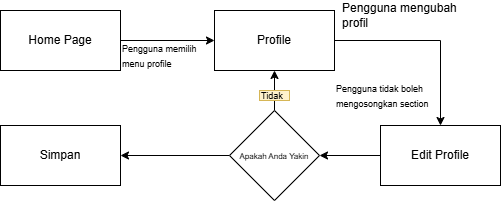 Pengguna mengubah
profil
Home Page
Pengguna memilih
menu profile
Profile
Pengguna tidak boleh
mengosongkan section
Tidak
Simpan
Apakah Anda Yakin
Edit Profile